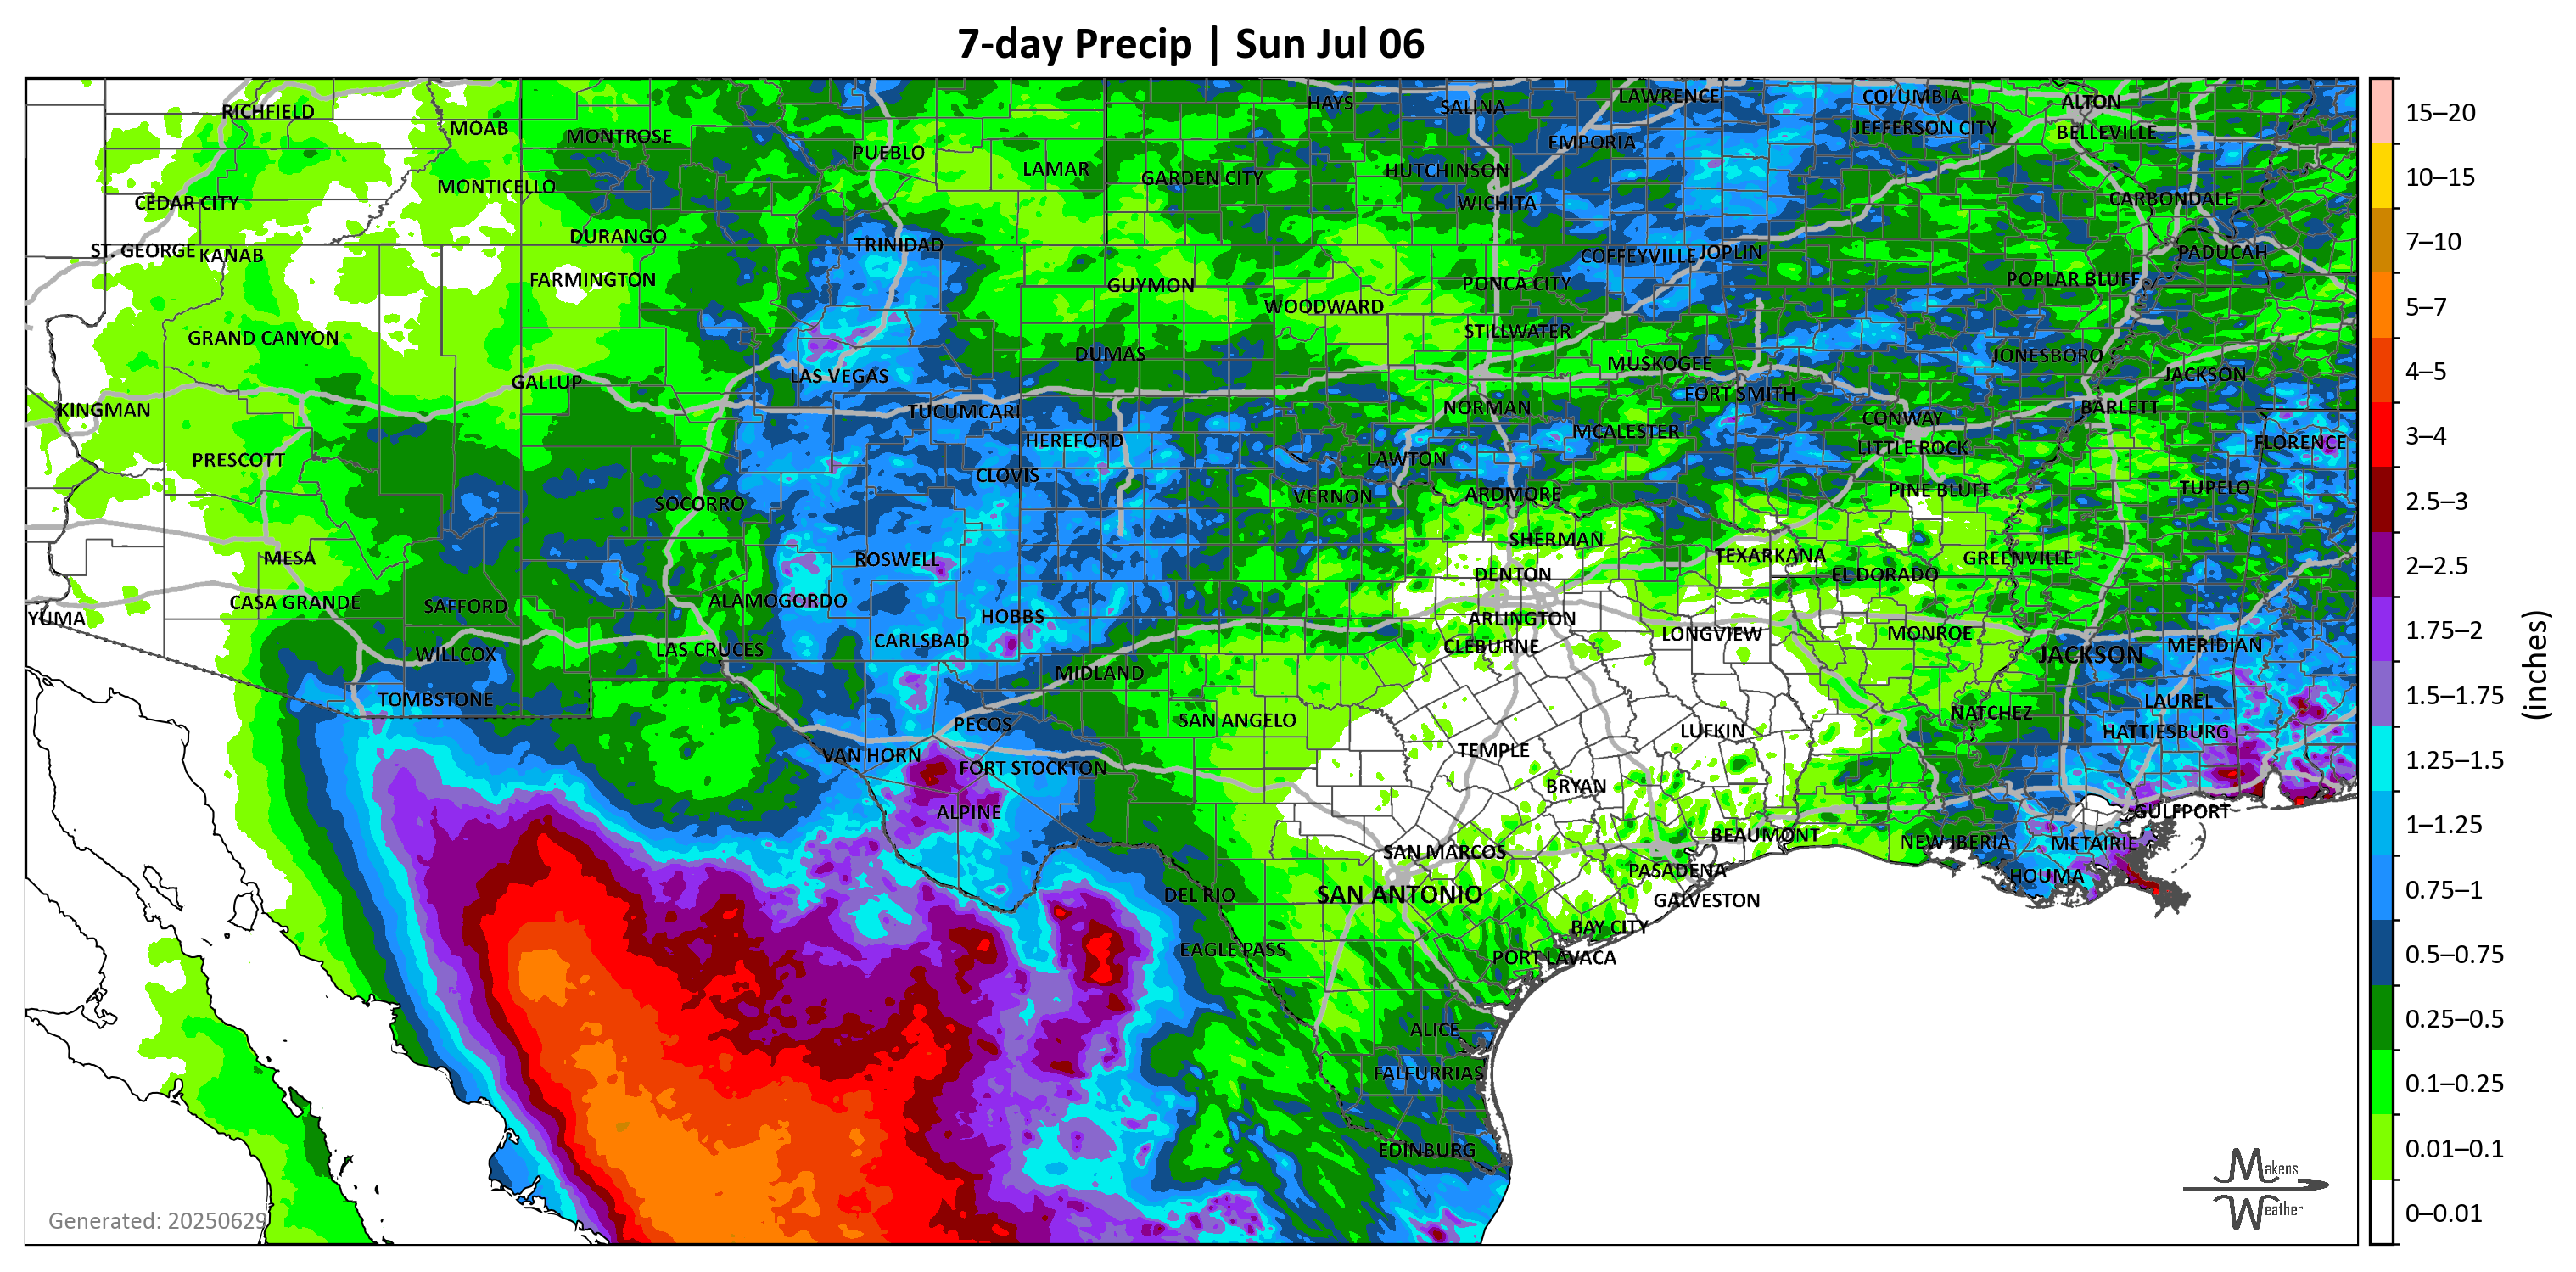 7-day Precip | Sun Jul 06
RICHFIELD
MOAB
MONTROSE
PUEBLO
LAMAR
GARDEN CITY
HAYS
SALINA
LAWRENCE
EMPORIA
HUTCHINSON
WICHITA
COLUMBIA
JEFFERSON CITY
ALTON
BELLEVILLE
CARBONDALE
MONTICELLO
CEDAR CITY
ST. GEORGE
KANAB
DURANGO
TRINIDAD
FARMINGTON
GUYMON
WOODWARD
PONCA CITY
COFFEYVILLE
JOPLIN
POPLAR BLUFF
PADUCAH
GRAND CANYON
GALLUP
LAS VEGAS
DUMAS
STILLWATER
MUSKOGEE
JONESBORO
JACKSON
KINGMAN
TUCUMCARI
HEREFORD
NORMAN
FORT SMITH
CONWAY
BARLETT
PRESCOTT
CLOVIS
LAWTON
MCALESTER
LITTLE ROCK
FLORENCE
SOCORRO
VERNON
ARDMORE
PINE BLUFF
TUPELO
MESA
ROSWELL
SHERMAN
TEXARKANA
GREENVILLE
DENTON
EL DORADO
YUMA
CASA GRANDE
SAFFORD
ALAMOGORDO
HOBBS
ARLINGTON
WILLCOX
LAS CRUCES
CARLSBAD
CLEBURNE
LONGVIEW
MONROE
JACKSON
MERIDIAN
TOMBSTONE
MIDLAND
PECOS
SAN ANGELO
NATCHEZ
LAUREL
HATTIESBURG
VAN HORN
FORT STOCKTON
TEMPLE
LUFKIN
BRYAN
ALPINE
GULFPORT
SAN MARCOS
BEAUMONT
NEW IBERIA
METAIRIE
DEL RIO
SAN ANTONIO
PASADENA
GALVESTON
HOUMA
EAGLE PASS
BAY CITY
PORT LAVACA
ALICE
FALFURRIAS
EDINBURG
Generated: 20250629
Makens
Weather
15–20
10–15
7–10
5–7
4–5
3–4
2.5–3
2–2.5
1.75–2
1.5–1.75
1.25–1.5
1–1.25
0.75–1
0.5–0.75
0.25–0.5
0.1–0.25
0.01–0.1
0–0.01
(inches)